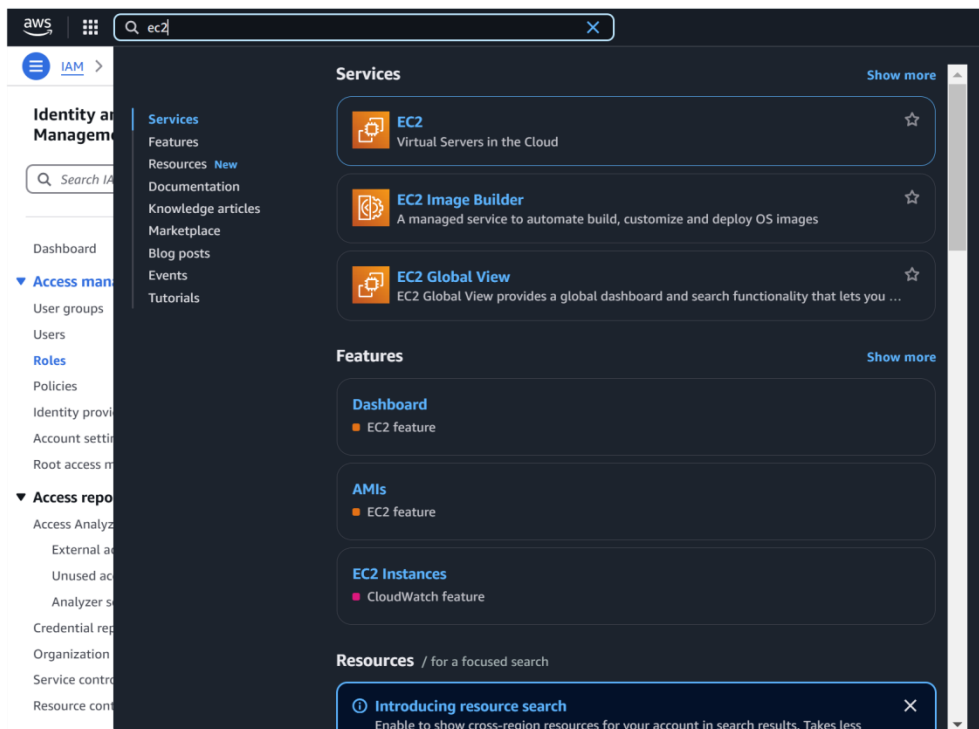 aws
ec2
IAM
Identity
Manageme
Search IA
Dashboard
Access mana
User groups
Users
Roles
Policies
Identity provi
Account settin
Root access m
Access repo
Access Analyz
External ac
Unused ac
Analyzer s
Credential rep
Organization
Service contro
Resource cont
Services
Features
Resources New
Documentation
Knowledge articles
Marketplace
Blog posts
Events
Tutorials
Services Show more
EC2
Virtual Servers in the Cloud
EC2 Image Builder
A managed service to automate build, customize and deploy OS images
EC2 Global View
EC2 Global View provides a global dashboard and search functionality that lets you ...
Features Show more
Dashboard
EC2 feature
AMIs
EC2 feature
EC2 Instances
CloudWatch feature
Resources / for a focused search
Introducing resource search
Enable to show cross-region resources for your account in search results. Takes less